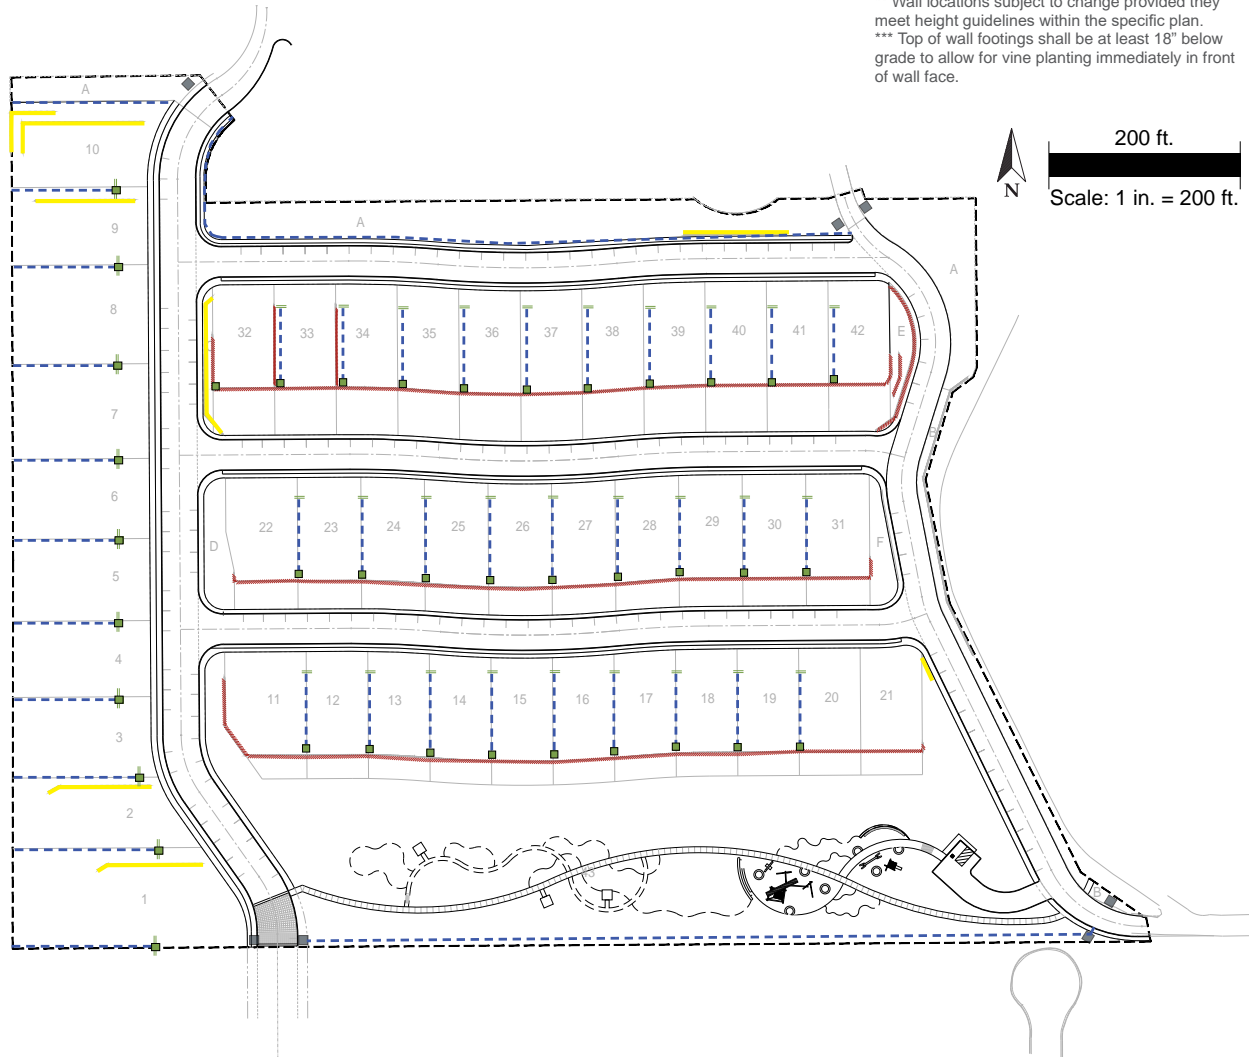 Wall locations subject to change provided they
meet height guidelines within the specific plan.
*** Top of wall footings shall be at least 18" below
grade to allow for vine planting immediately in front
of wall face.
200 ft.
N
Scale: 1 in. = 200 ft.
A
10
9
A
A
8
32
33
34
35
36
37
38
39
40
41
42
E
7
B
6
22
23
24
25
26
27
28
29
30
31
D
F
5
4
11
12
13
14
15
16
17
18
19
20
21
3
2
43
1
B